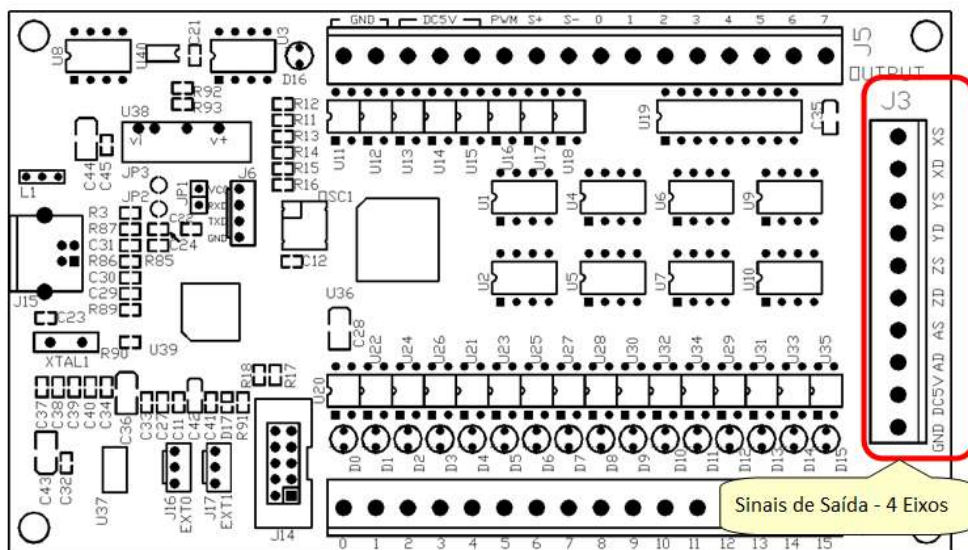 GND DC5V PWM S+ S- 0 1 2 3 4 5 6 7
J5
OUTPUT
U8
U40
C21
U3
D16
R92
R93
U38
vi v+
C44
C45
JP3
L1
JP2
JP1
J6
VCC
RXD
TXD
GND
OSC1
R12
R11
R13
R14
R15
R16
U11 U12 U13 U14 U15 U16 U17 U18
U19
C35
J3
XS
XD
YS
YD
ZS
ZD
AS
AD
DC5V
GND
U1 U4 U6 U9
U2 U5 U7 U10
R3
R87
C31
R86
C30
C29
R89
C22
C24
R85
C12
J15
C23
XTAL1
R90
U39
U36
C28
R18
R17
U20 U22 U24 U26 U21 U23 U25 U27 U28 U30 U32 U34 U29 U31 U33 U35
C37 C38 C39 C40 C34 C36 C33 C27 C11 C42 C41 D17 R91
D0 D1 D2 D3 D4 D5 D6 D7 D8 D9 D10 D11 D12 D13 D14 D15
C43
C32
U37
J16
EXT0
J17
EXT1
J14
0 1 2 3 4 5 6 7 8 9 10 11 12 13 14 15
Sinais de Saída - 4 Eixos